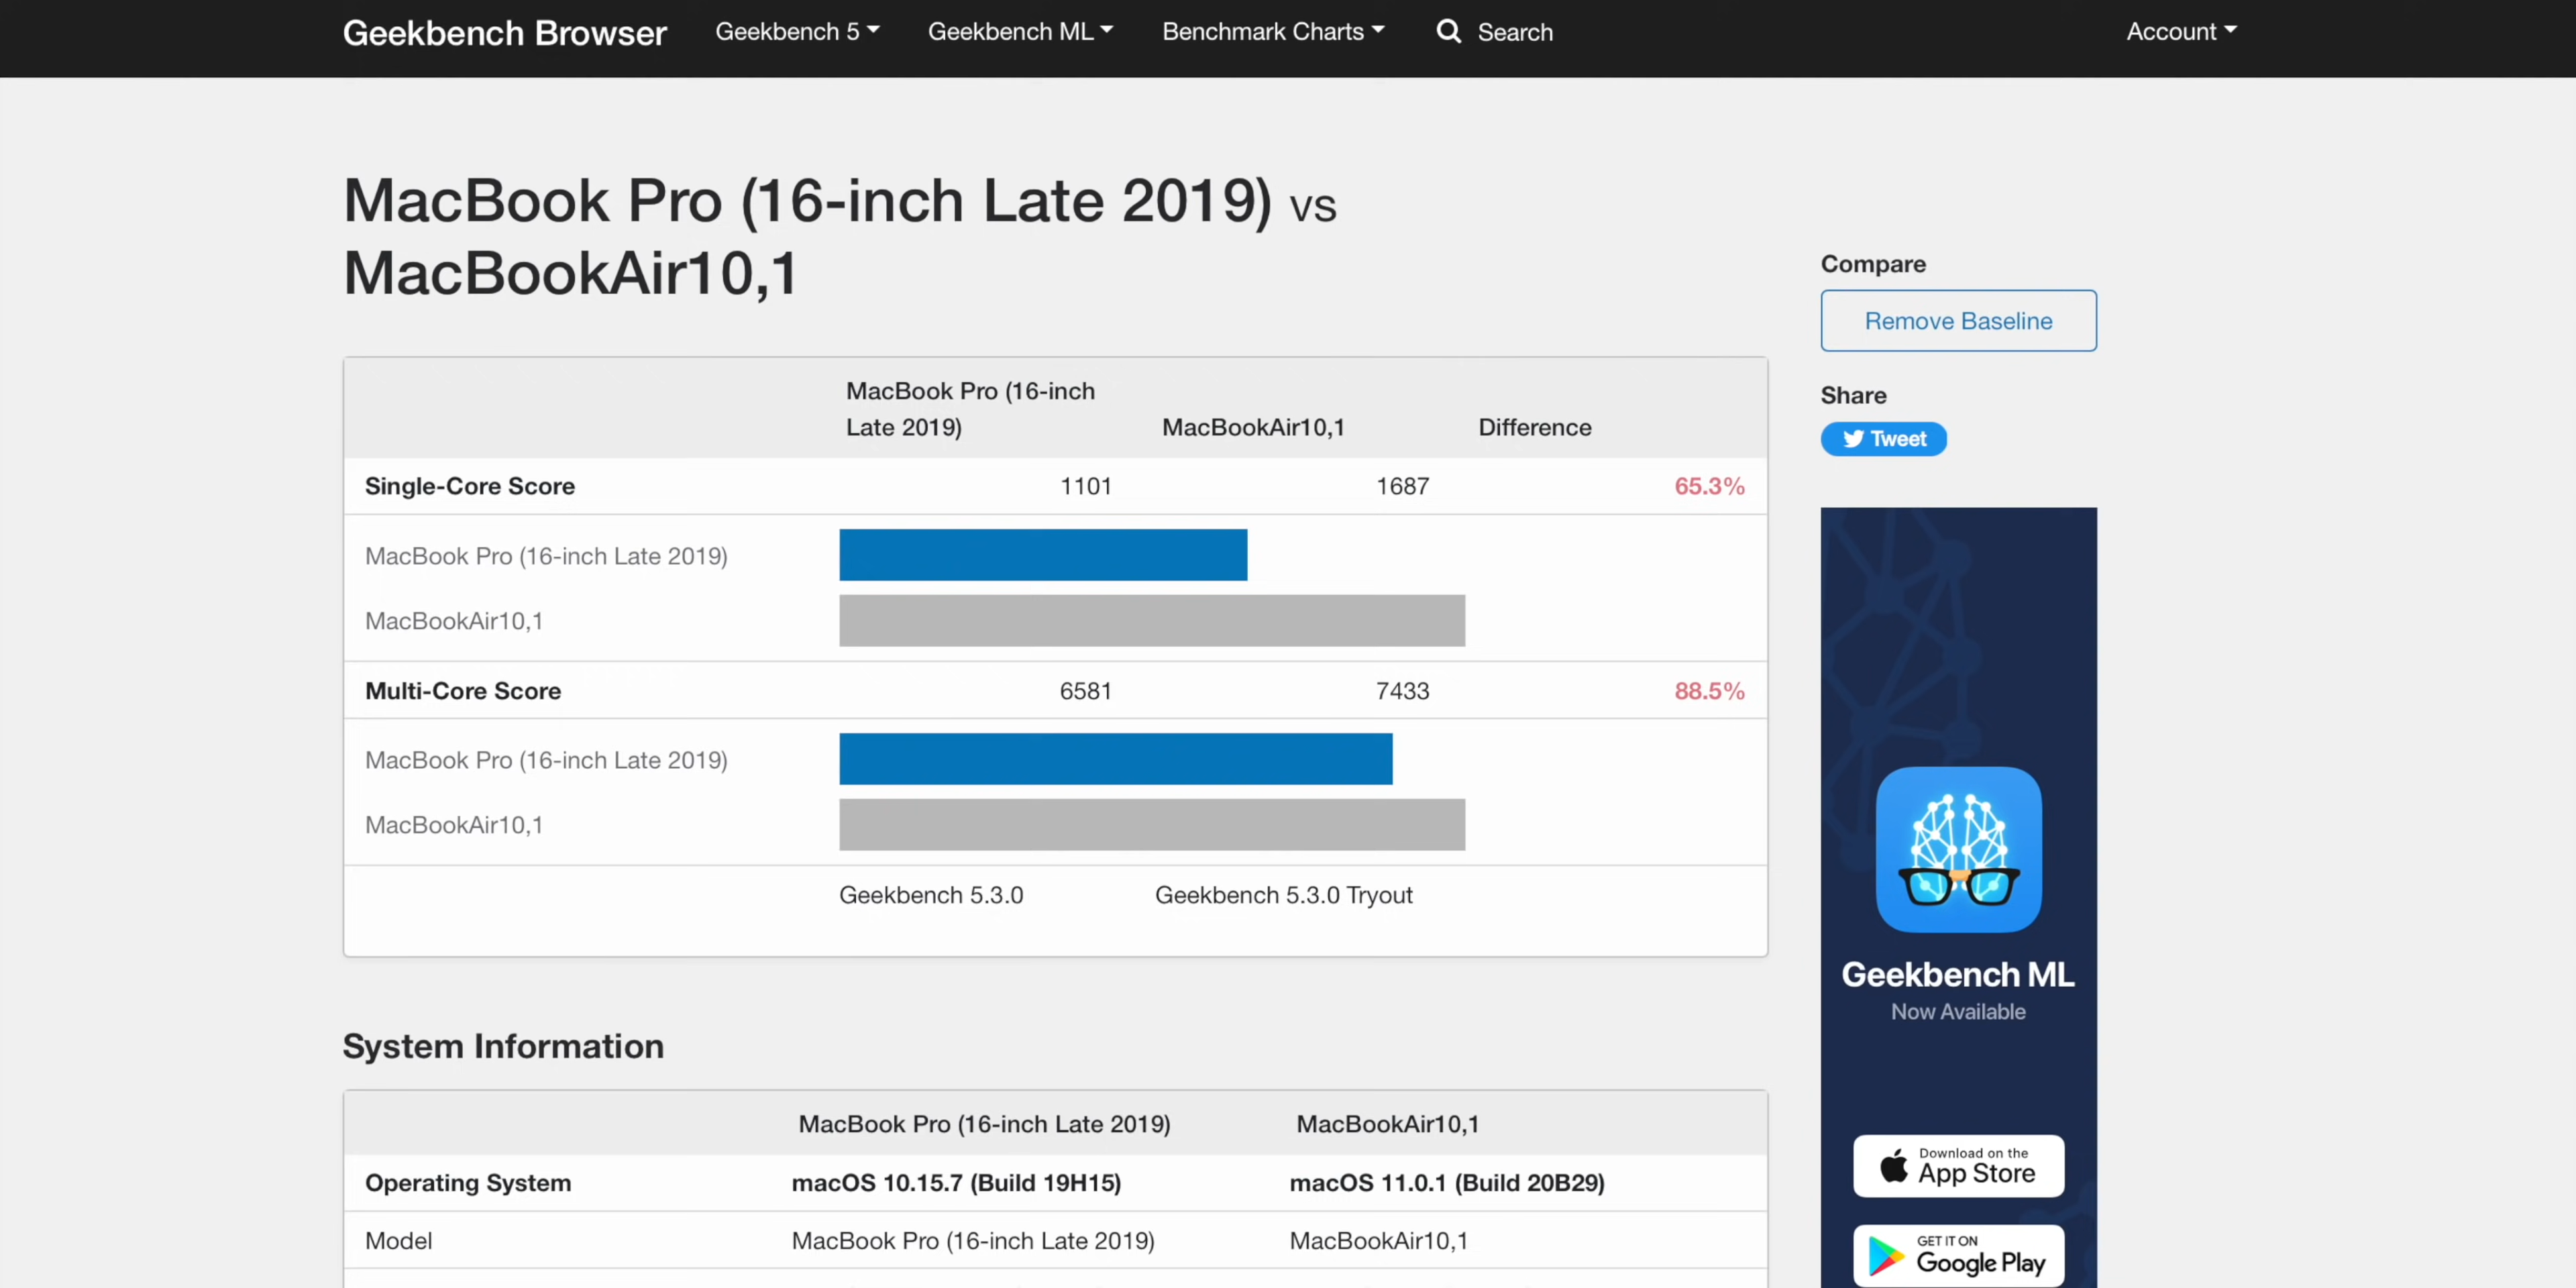 Geekbench Browser
Geekbench 5
Geekbench ML
Benchmark Charts
Search
Account
MacBook Pro (16-inch Late 2019) vs
MacBookAir10,1
Compare
Remove Baseline
Share
Tweet
MacBook Pro (16-inch
Late 2019) MacBookAir10,1 Difference
Single-Core Score 1101 1687 65.3%
MacBook Pro (16-inch Late 2019)
MacBookAir10,1
Multi-Core Score 6581 7433 88.5%
MacBook Pro (16-inch Late 2019)
MacBookAir10,1
Geekbench 5.3.0 Geekbench 5.3.0 Tryout
Geekbench ML
Now Available
Download on the
App Store
GET IT ON
Google Play
System Information
MacBook Pro (16-inch Late 2019) MacBookAir10,1
Operating System macOS 10.15.7 (Build 19H15) macOS 11.0.1 (Build 20B29)
Model MacBook Pro (16-inch Late 2019) MacBookAir10,1